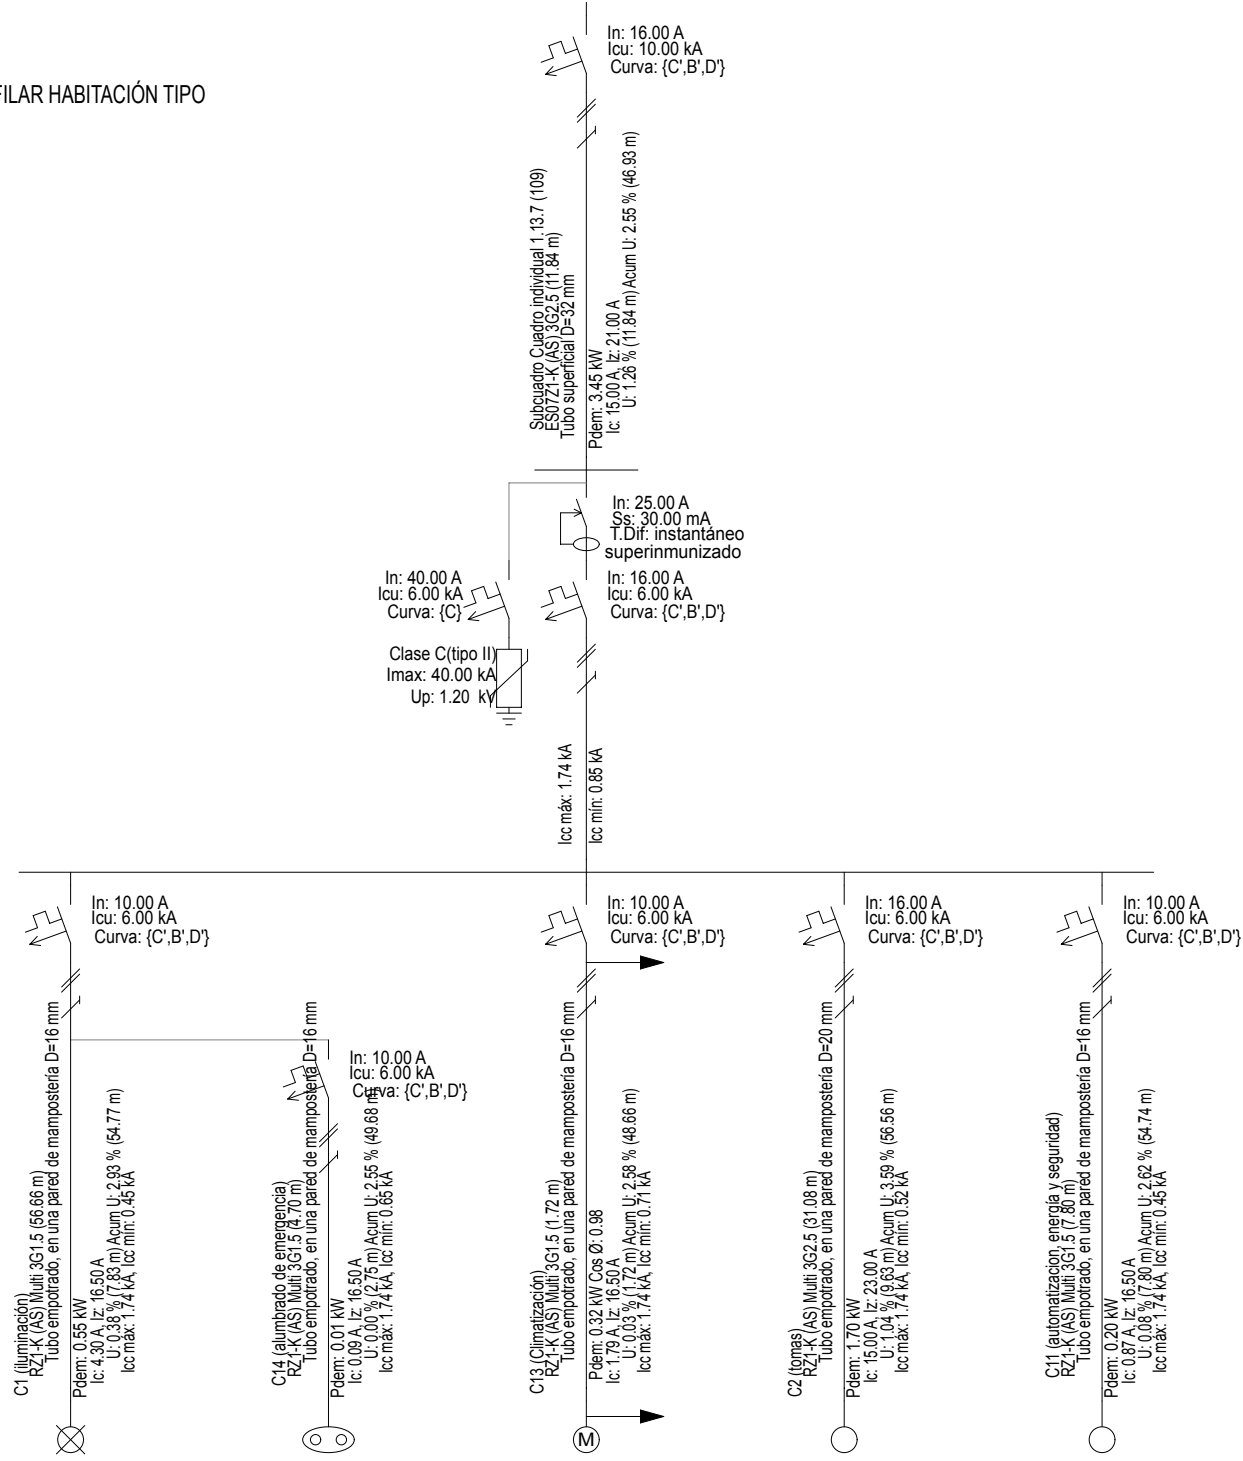 FILAR HABITACIÓN TIPO
In: 16.00 A
Icu: 10.00 kA
Curva: {C',B',D'}
Subcuadro Cuadro individual 1.13.7 (109)
ES07Z1-K (AS) 3G2.5 (11.84 m)
Tubo superficial D=32 mm
Pdem: 3.45 kW
Ic: 15.00 A, Iz: 21.00 A
U: 1.26 % (11.84 m) Acum U: 2.55 % (46.93 m)
In: 25.00 A
Ss: 30.00 mA
T.Dif: instantáneo
superinmunizado
In: 40.00 A
Icu: 6.00 kA
Curva: {C}
In: 16.00 A
Icu: 6.00 kA
Curva: {C',B',D'}
Clase C(tipo II)
Imax: 40.00 kA
Up: 1.20 kV
Icc máx: 1.74 kA
Icc mín: 0.85 kA
In: 10.00 A
Icu: 6.00 kA
Curva: {C',B',D'}
In: 10.00 A
Icu: 6.00 kA
Curva: {C',B',D'}
In: 16.00 A
Icu: 6.00 kA
Curva: {C',B',D'}
In: 10.00 A
Icu: 6.00 kA
Curva: {C',B',D'}
In: 10.00 A
Icu: 6.00 kA
Curva: {C',B',D'}
C1 (iluminación)
RZ1-K (AS) Multi 3G1.5 (56.66 m)
Tubo empotrado, en una pared de mampostería D=16 mm
Pdem: 0.55 kW
Ic: 4.30 A, Iz: 16.50 A
U: 0.38 % (7.83 m) Acum U: 2.93 % (54.77 m)
Icc máx: 1.74 kA, Icc mín: 0.45 kA
C14 (alumbrado de emergencia)
RZ1-K (AS) Multi 3G1.5 (4.70 m)
Tubo empotrado, en una pared de mampostería D=16 mm
Pdem: 0.01 kW
Ic: 0.09 A, Iz: 16.50 A
U: 0.00 % (2.75 m) Acum U: 2.55 % (49.68 m)
Icc máx: 1.74 kA, Icc mín: 0.65 kA
C13 (Climatización)
RZ1-K (AS) Multi 3G1.5 (1.72 m)
Tubo empotrado, en una pared de mampostería D=16 mm
Pdem: 0.32 kW Cos Ø: 0.98
Ic: 1.79 A, Iz: 16.50 A
U: 0.03 % (1.72 m) Acum U: 2.58 % (48.66 m)
Icc máx: 1.74 kA, Icc mín: 0.71 kA
C2 (tomas)
RZ1-K (AS) Multi 3G2.5 (31.08 m)
Tubo empotrado, en una pared de mampostería D=20 mm
Pdem: 1.70 kW
Ic: 15.00 A, Iz: 23.00 A
U: 1.04 % (9.63 m) Acum U: 3.59 % (56.56 m)
Icc máx: 1.74 kA, Icc mín: 0.52 kA
C11 (automatización, energía y seguridad)
RZ1-K (AS) Multi 3G1.5 (7.80 m)
Tubo empotrado, en una pared de mampostería D=16 mm
Pdem: 0.20 kW
Ic: 0.87 A, Iz: 16.50 A
U: 0.08 % (7.80 m) Acum U: 2.62 % (54.74 m)
Icc máx: 1.74 kA, Icc mín: 0.45 kA
M